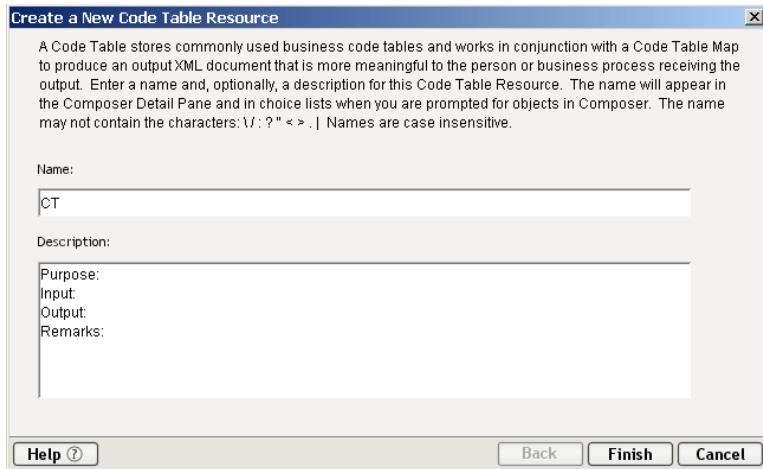 Create a New Code Table Resource
A Code Table stores commonly used business code tables and works in conjunction with a Code Table Map
to produce an output XML document that is more meaningful to the person or business process receiving the
output. Enter a name and, optionally, a description for this Code Table Resource. The name will appear in
the Composer Detail Pane and in choice lists when you are prompted for objects in Composer. The name
may not contain the characters: \ / : ? " < > . | Names are case insensitive.
Name:
CT
Description:
Purpose:
Input:
Output:
Remarks:
Help ?
Back
Finish
Cancel